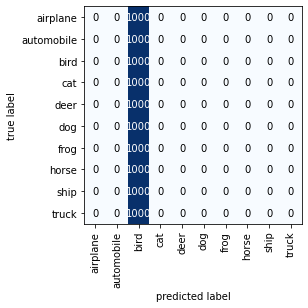 true label
airplane 0 0 1000 0 0 0 0 0 0 0
automobile 0 0 1000 0 0 0 0 0 0 0
bird 0 0 1000 0 0 0 0 0 0 0
cat 0 0 1000 0 0 0 0 0 0 0
deer 0 0 1000 0 0 0 0 0 0 0
dog 0 0 1000 0 0 0 0 0 0 0
frog 0 0 1000 0 0 0 0 0 0 0
horse 0 0 1000 0 0 0 0 0 0 0
ship 0 0 1000 0 0 0 0 0 0 0
truck 0 0 1000 0 0 0 0 0 0 0
airplane
automobile
bird
cat
deer
dog
frog
horse
ship
truck
predicted label